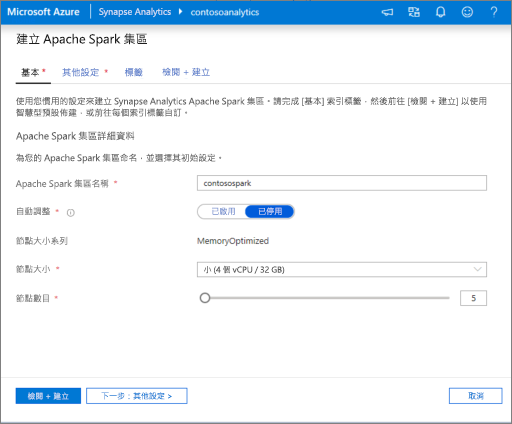 Microsoft Azure Synapse Analytics contosoanalytics
建立 Apache Spark 集區
基本 * 其他設定 * 標籤 檢閱 + 建立
使用您慣用的設定來建立 Synapse Analytics Apache Spark 集區。請完成 [基本] 索引標籤，然後前往 [檢閱 + 建立] 以使用
智慧型預設佈建，或前往每個索引標籤自訂。
Apache Spark 集區詳細資料
為您的 Apache Spark 集區命名，並選擇其初始設定。
Apache Spark 集區名稱 * contosospark
自動調整 * 已啟用 已停用
節點大小系列 MemoryOptimized
節點大小 * 小 (4 個 vCPU / 32 GB)
節點數目 * 5
檢閱 + 建立 下一步：其他設定 > 取消